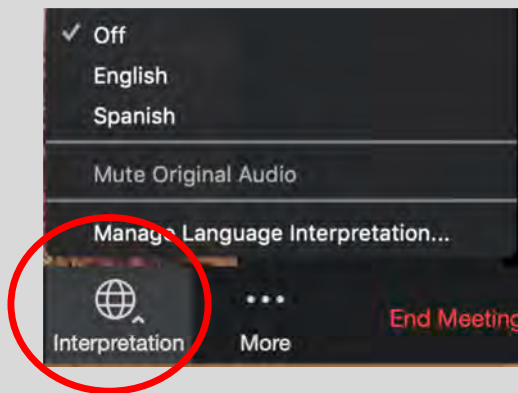 Off
English
Spanish
Mute Original Audio
Manage Language Interpretation...
Interpretation
More
End Meeting